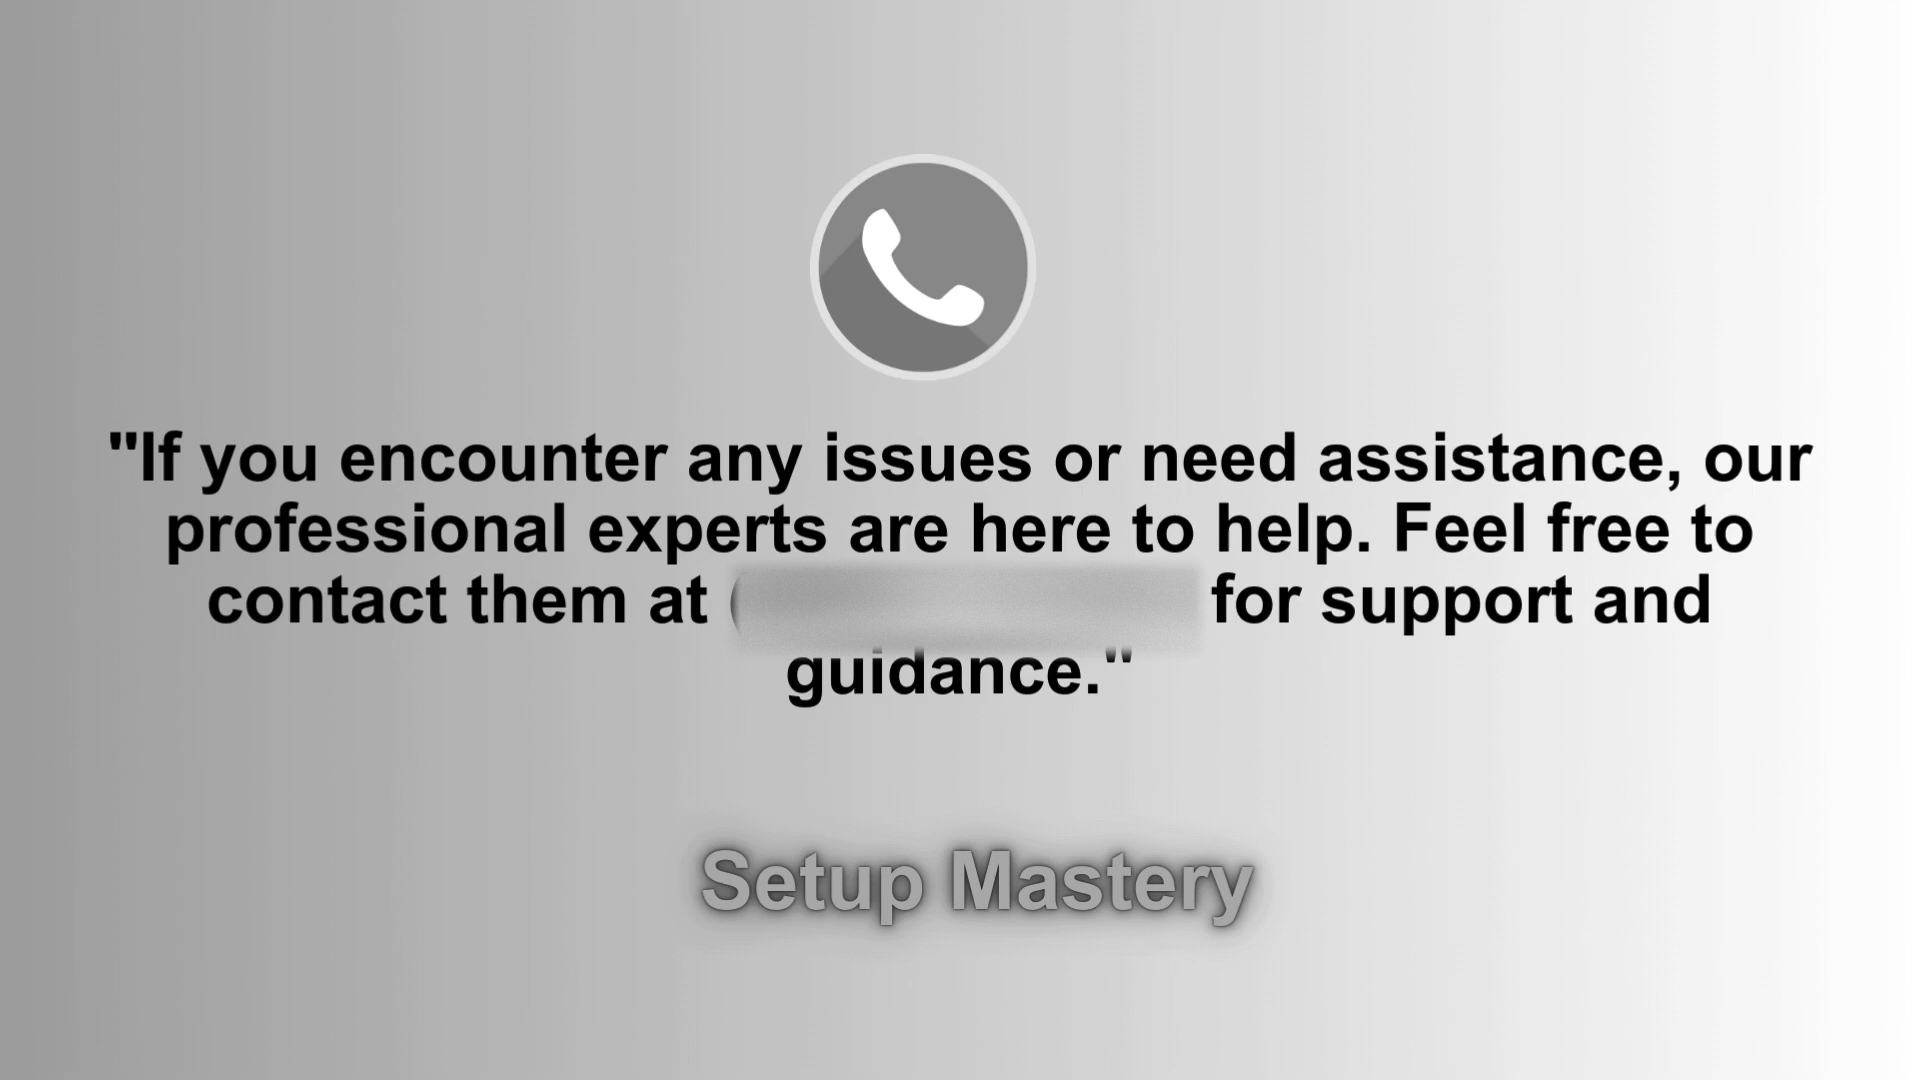 "If you encounter any issues or need assistance, our
professional experts are here to help. Feel free to
contact them at ( for support and
guidance."
Setup Mastery